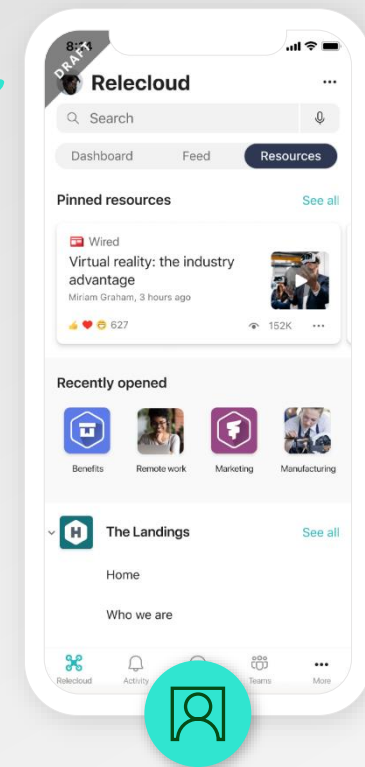 DRAFT
Relecloud
...
Search
Dashboard Feed Resources
Pinned resources See all
Wired
Virtual reality: the industry
advantage
Miriam Graham, 3 hours ago
627 152K ...
Recently opened
Benefits Remote work Marketing Manufacturing
The Landings See all
Home
Who we are
Relecloud Activity Teams More